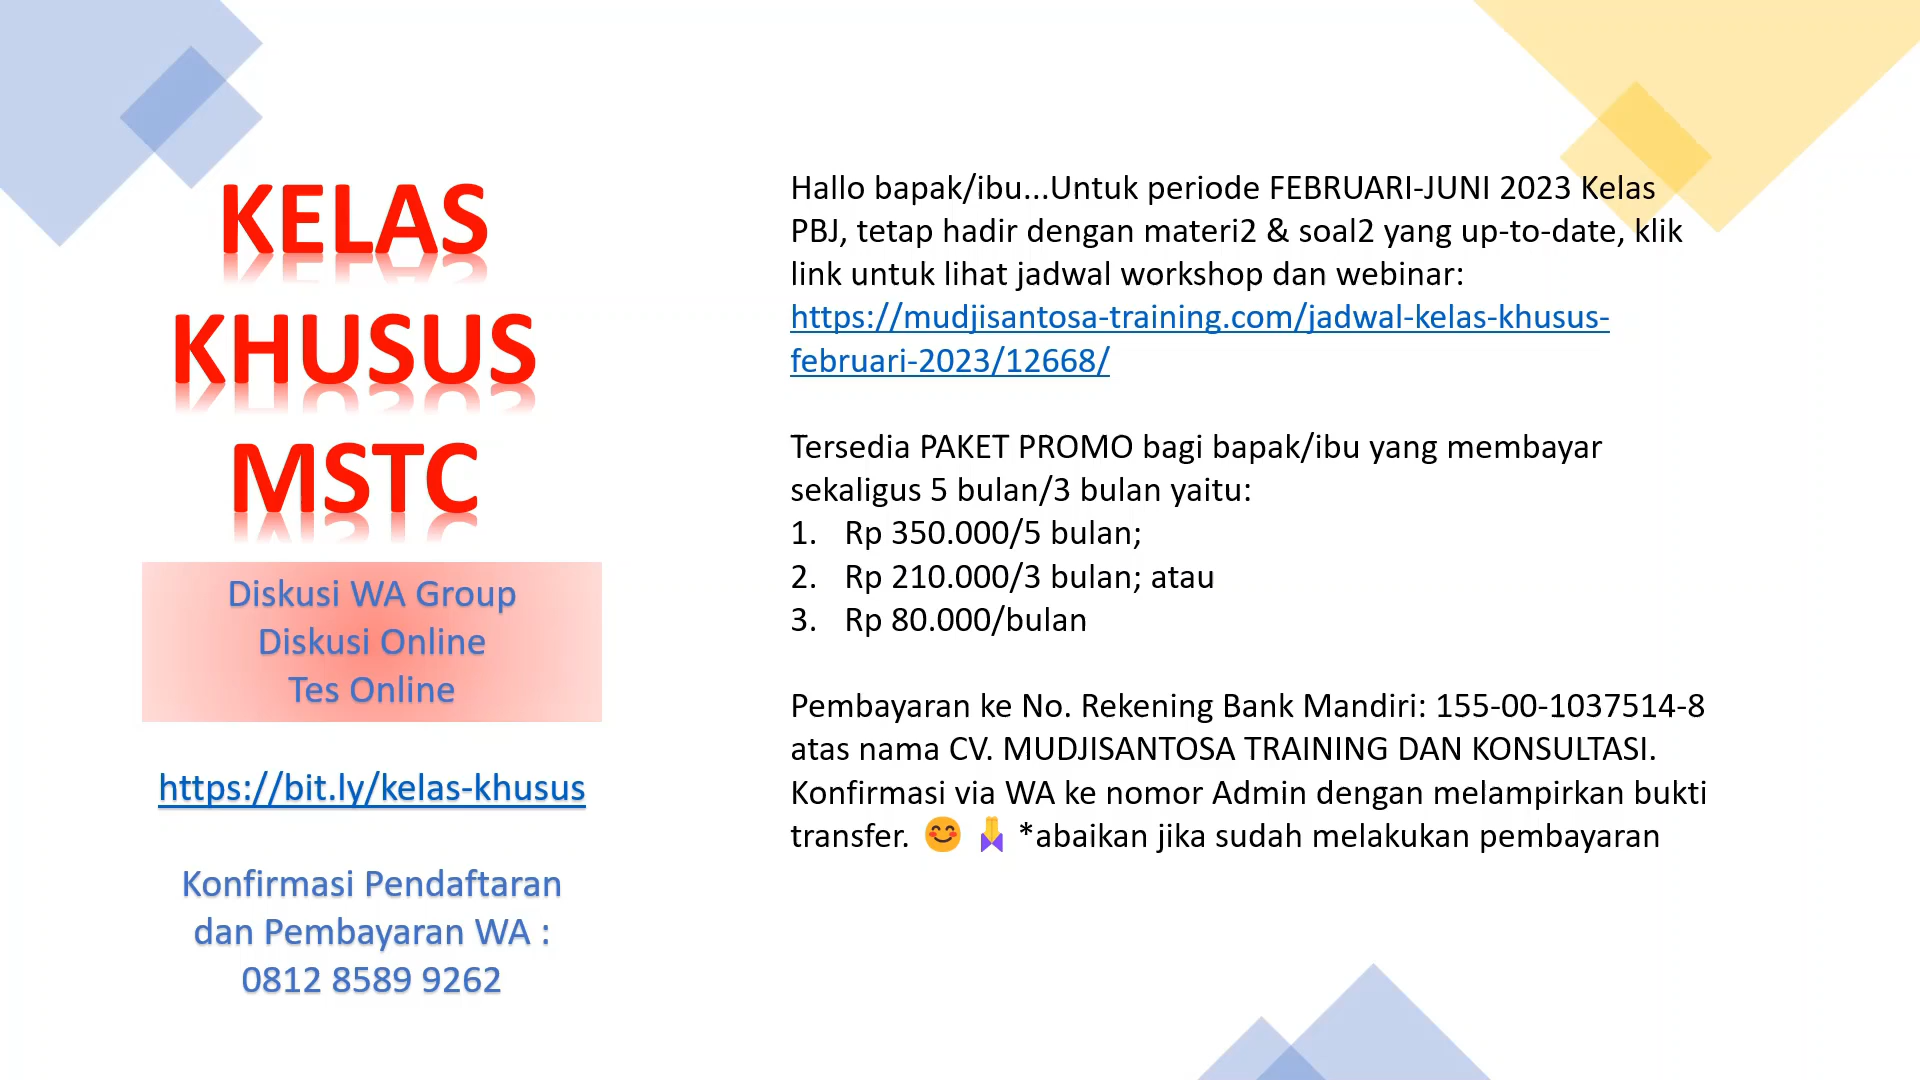 KELAS
KHUSUS
MSTC
Diskusi WA Group
Diskusi Online
Tes Online
https://bit.ly/kelas-khusus
Konfirmasi Pendaftaran
dan Pembayaran WA :
0812 8589 9262
Hallo bapak/ibu...Untuk periode FEBRUARI-JUNI 2023 Kelas
PBJ, tetap hadir dengan materi2 & soal2 yang up-to-date, klik
link untuk lihat jadwal workshop dan webinar:
https://mudjisantosa-training.com/jadwal-kelas-khusus-
februari-2023/12668/
Tersedia PAKET PROMO bagi bapak/ibu yang membayar
sekaligus 5 bulan/3 bulan yaitu:
1. Rp 350.000/5 bulan;
2. Rp 210.000/3 bulan; atau
3. Rp 80.000/bulan
Pembayaran ke No. Rekening Bank Mandiri: 155-00-1037514-8
atas nama CV. MUDJISANTOSA TRAINING DAN KONSULTASI.
Konfirmasi via WA ke nomor Admin dengan melampirkan bukti
transfer. 😊 🙏 *abaikan jika sudah melakukan pembayaran